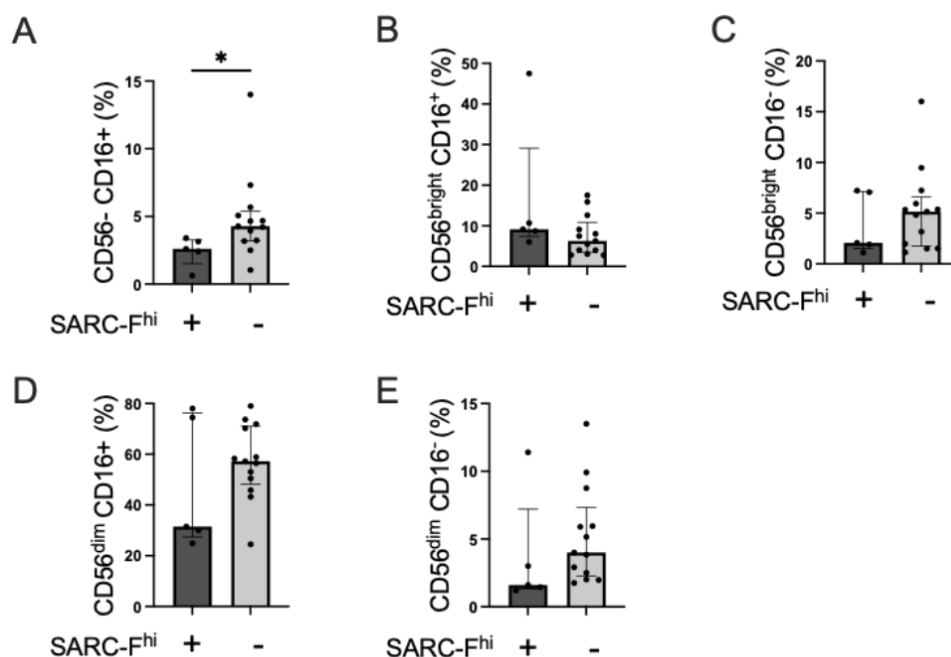 A
*
CD56- CD16+ (%)
15
10
5
0
SARC-Fʰⁱ + -
B
CD56ᵇʳⁱᵍʰᵗ CD16⁺ (%)
50
40
30
20
10
0
+ -
C
CD56ᵇʳⁱᵍʰᵗ CD16⁻ (%)
20
15
10
5
0
SARC-Fʰⁱ + -
D
CD56ᵈⁱᵐ CD16+ (%)
80
60
40
20
0
SARC-Fʰⁱ + -
E
CD56ᵈⁱᵐ CD16⁻ (%)
15
10
5
0
SARC-Fʰⁱ + -